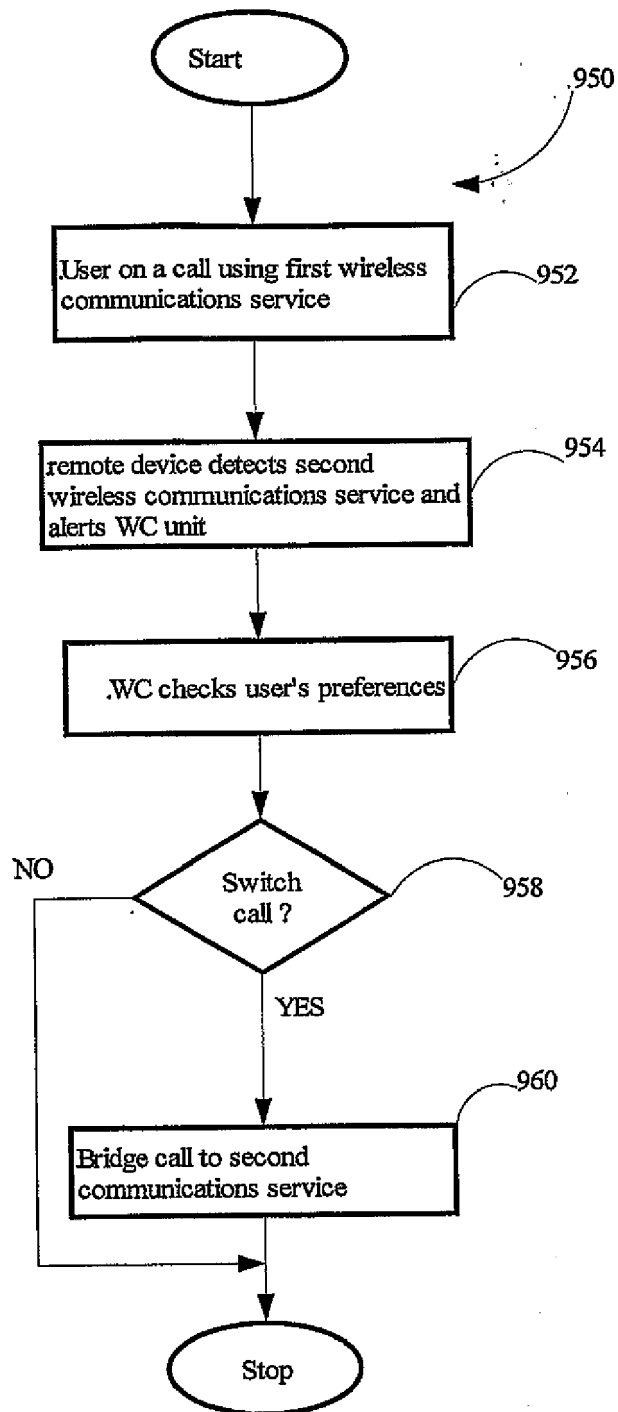 Start
950
.User on a call using first wireless
communications service
952
remote device detects second
wireless communications service and
alerts WC unit
954
.WC checks user's preferences
956
Switch
call ?
958
NO
YES
960
Bridge call to second
communications service
Stop